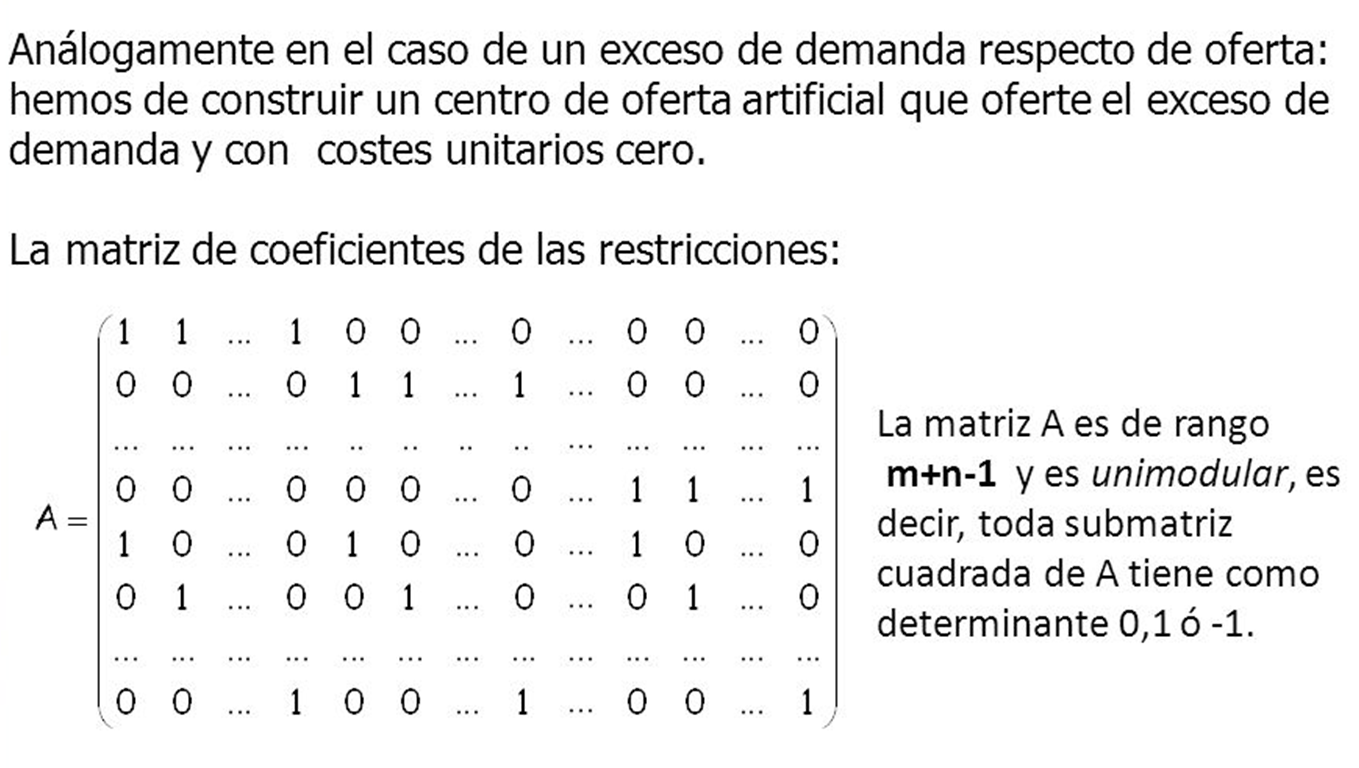 Análogamente en el caso de un exceso de demanda respecto de oferta:
hemos de construir un centro de oferta artificial que oferte el exceso de
demanda y con costes unitarios cero.
La matriz de coeficientes de las restricciones:
1 1 ... 1 0 0 ... 0 ... 0 0 ... 0
0 0 ... 0 1 1 ... 1 ... 0 0 ... 0
... ... ... ... .. .. .. .. ... ... ... ... ...
0 0 ... 0 0 0 ... 0 ... 1 1 ... 1
A =
1 0 ... 0 1 0 ... 0 ... 1 0 ... 0
0 1 ... 0 0 1 ... 0 ... 0 1 ... 0
... ... ... ... ... ... ... ... ... ... ... ... ...
0 0 ... 1 0 0 ... 1 ... 0 0 ... 1
La matriz A es de rango
m+n-1 y es unimodular, es
decir, toda submatriz
cuadrada de A tiene como
determinante 0,1 ó -1.